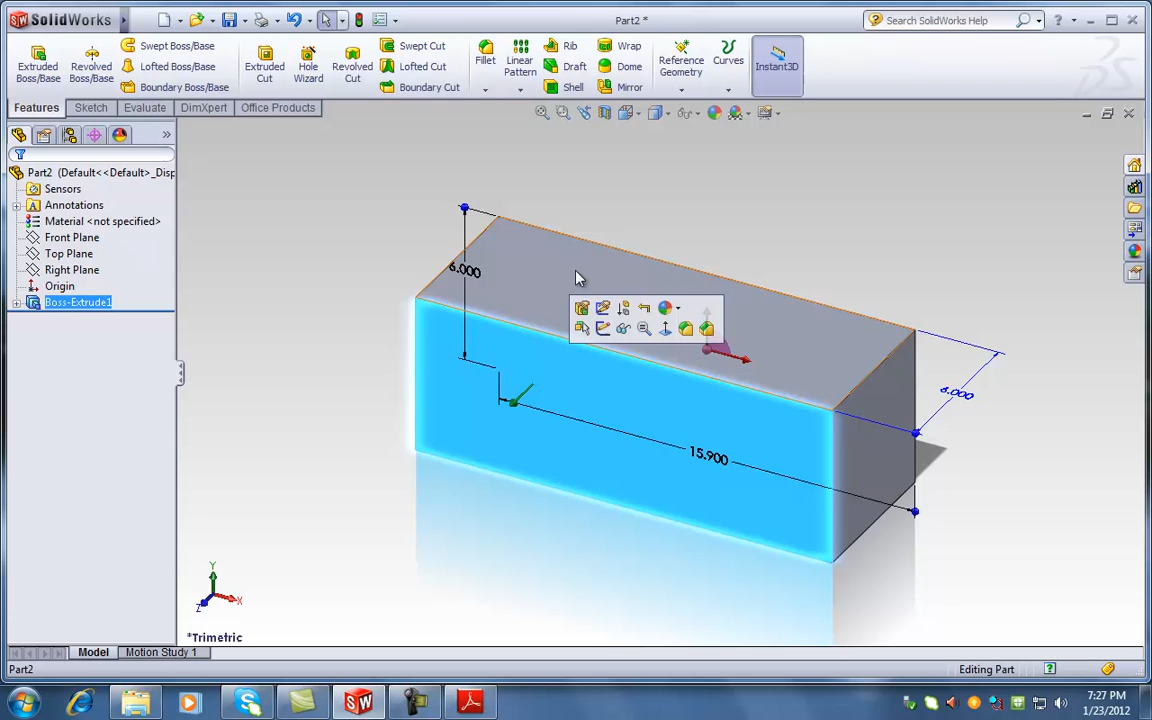 SolidWorks
Part2 *
Search SolidWorks Help
Extruded Boss/Base
Revolved Boss/Base
Swept Boss/Base
Lofted Boss/Base
Boundary Boss/Base
Extruded Cut
Hole Wizard
Revolved Cut
Swept Cut
Lofted Cut
Boundary Cut
Fillet
Linear Pattern
Rib
Draft
Shell
Wrap
Dome
Mirror
Reference Geometry
Curves
Instant3D
Features
Sketch
Evaluate
DimXpert
Office Products
Part2 (Default<<Default>_Disp
Sensors
Annotations
Material <not specified>
Front Plane
Top Plane
Right Plane
Origin
Boss-Extrude1
6.000
6.000
15.900
Y
X
Z
*Trimetric
Model
Motion Study 1
Part2
Editing Part
7:27 PM
1/23/2012